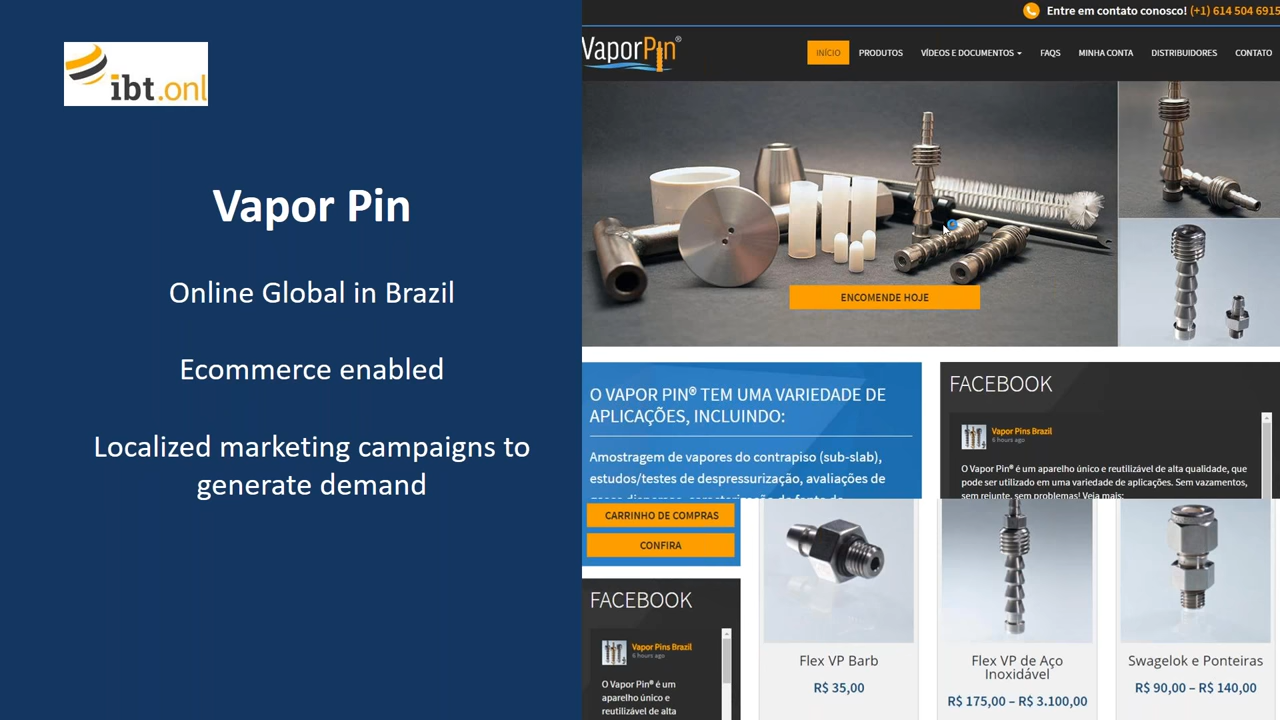 ibt.onl
Vapor Pin
Online Global in Brazil
Ecommerce enabled
Localized marketing campaigns to
generate demand
Entre em contato conosco! (+1) 614 504 6915
VaporPin®
INÍCIO
PRODUTOS
VÍDEOS E DOCUMENTOS
FAQS
MINHA CONTA
DISTRIBUIDORES
CONTATO
ENCOMENDE HOJE
O VAPOR PIN® TEM UMA VARIEDADE DE
APLICAÇÕES, INCLUINDO:
Amostragem de vapores do contrapiso (sub-slab),
estudos/testes de despressurização, avaliações de
FACEBOOK
Vapor Pins Brazil
6 hours ago
O Vapor Pin® é um aparelho único e reutilizável de alta qualidade, que
pode ser utilizado em uma variedade de aplicações. Sem vazamentos,
sem rejunte, sem problemas! Veja mais:
CARRINHO DE COMPRAS
CONFIRA
FACEBOOK
Vapor Pins Brazil
6 hours ago
O Vapor Pin® é um
aparelho único e
reutilizável de alta
Flex VP Barb
R$ 35,00
Flex VP de Aço
Inoxidável
R$ 175,00 – R$ 3.100,00
Swagelok e Ponteiras
R$ 90,00 – R$ 140,00